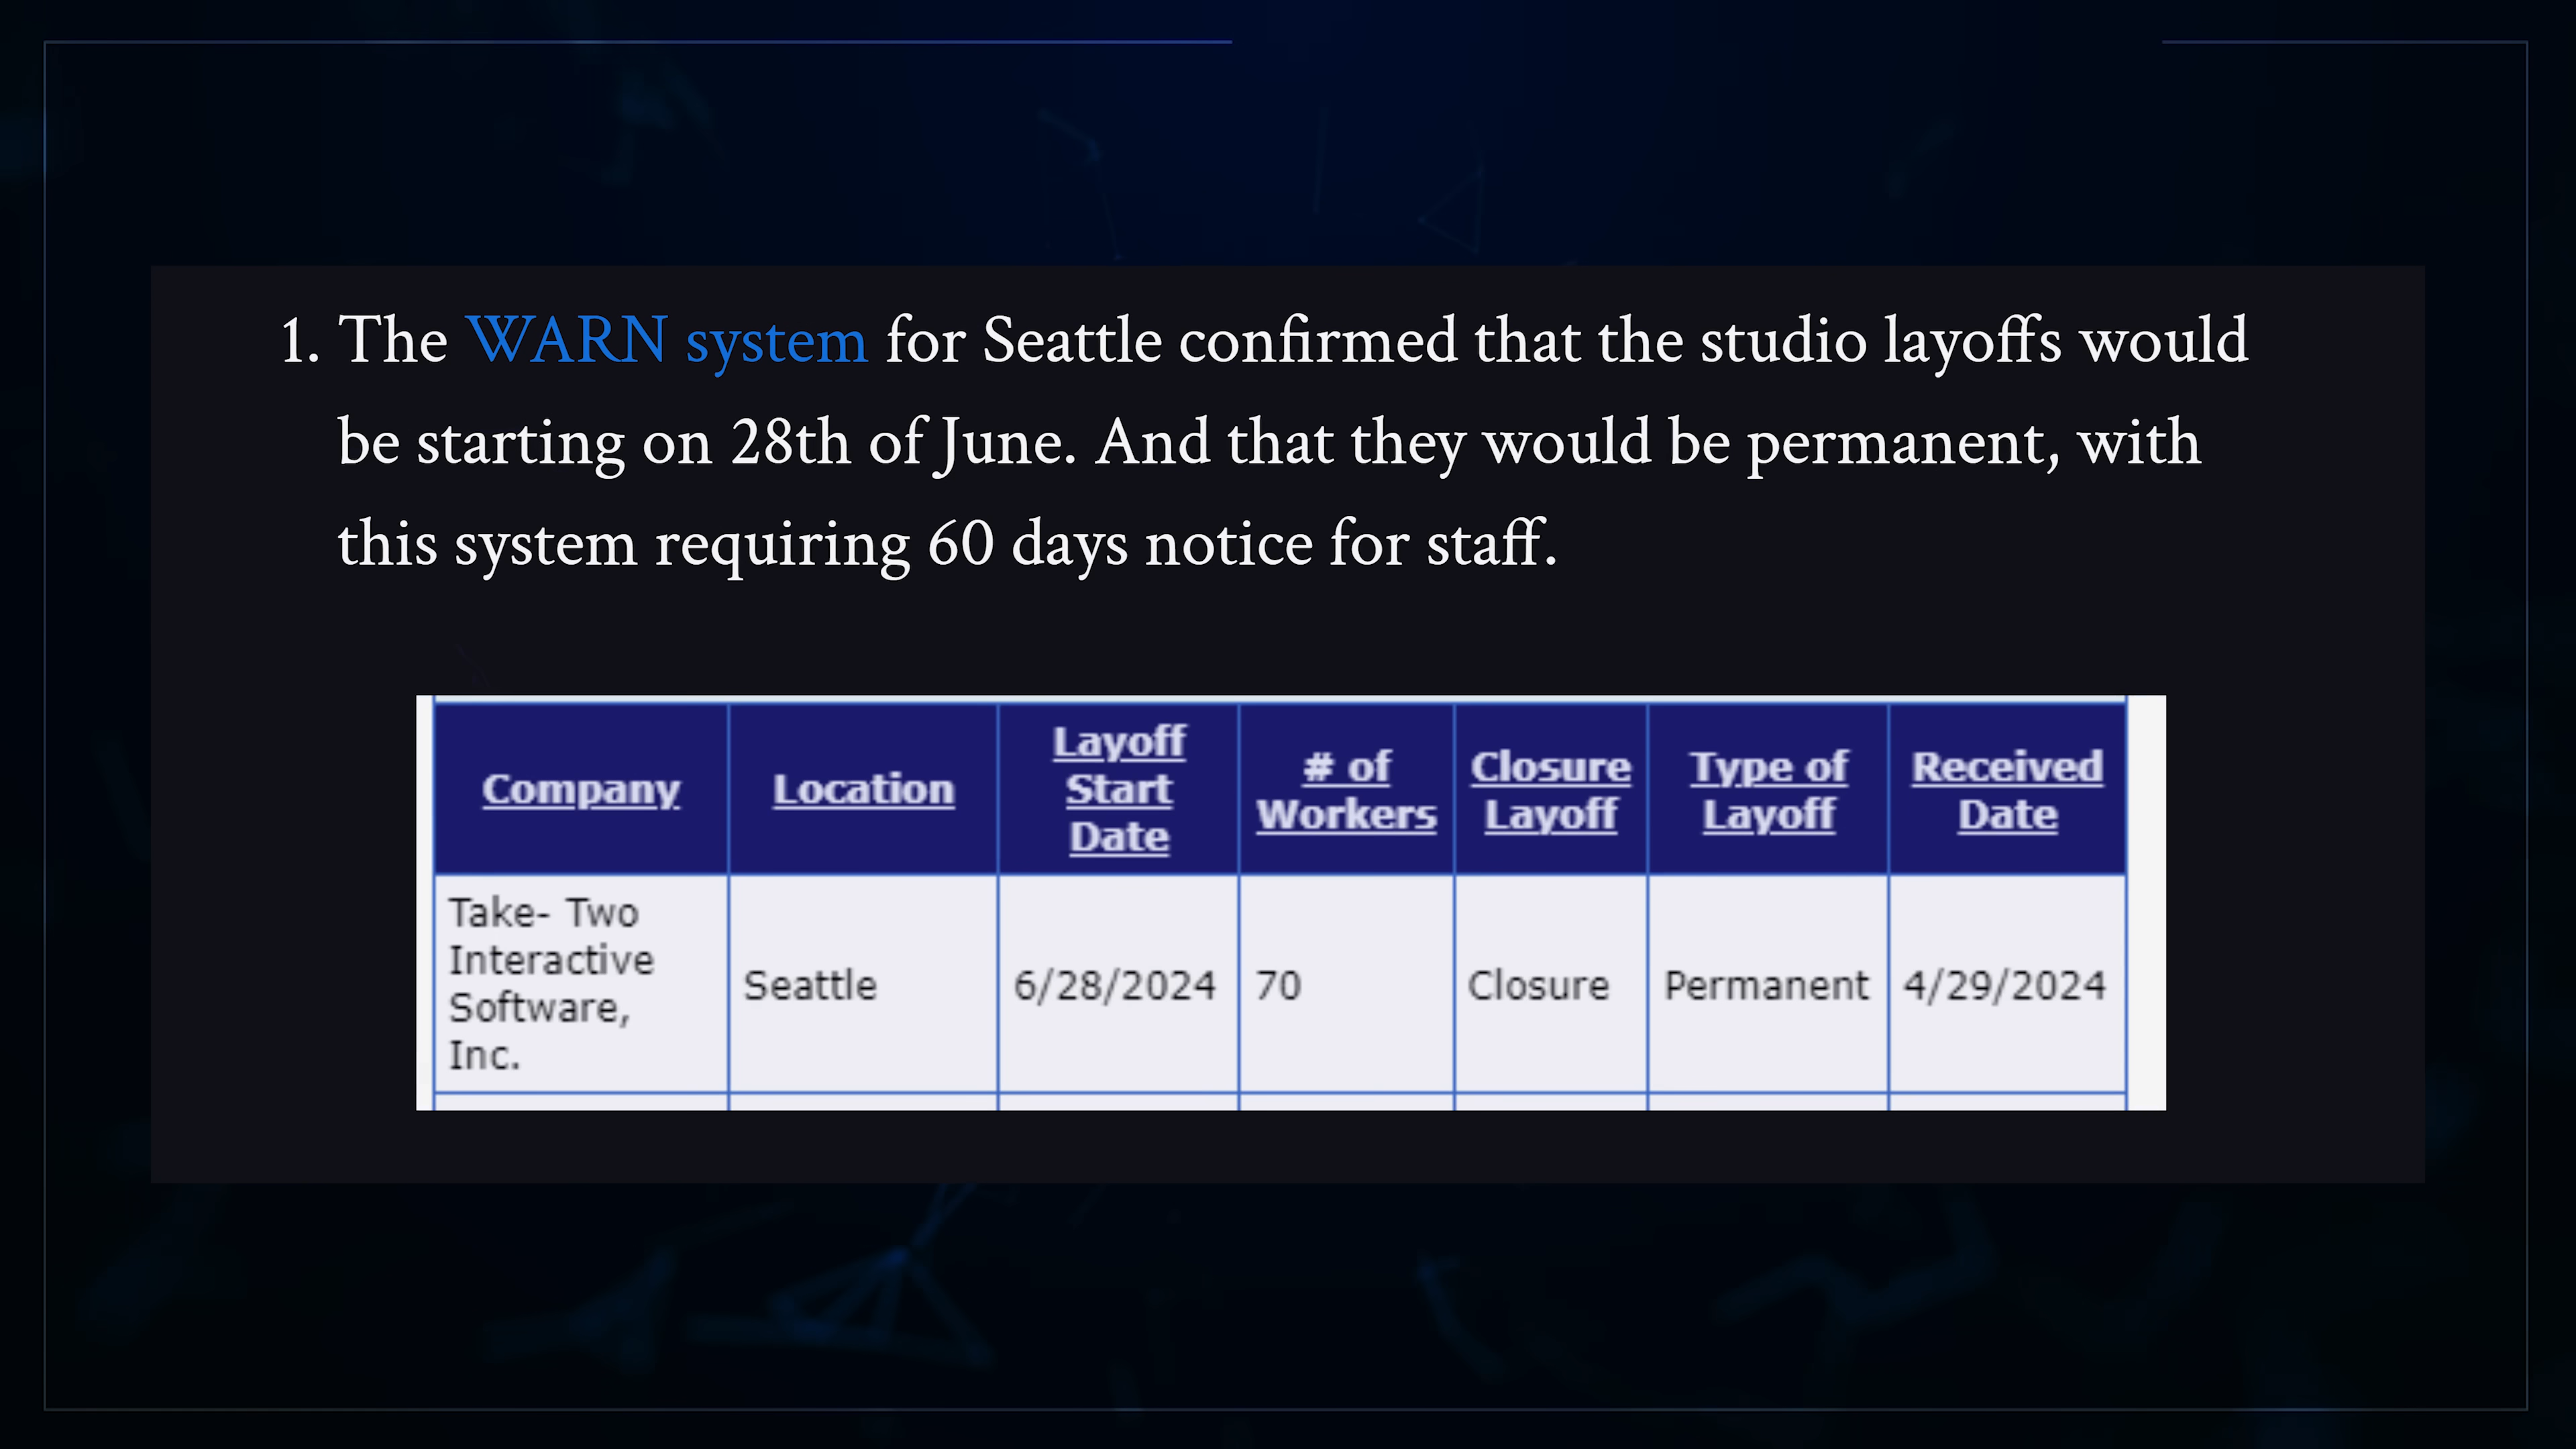 1. The WARN system for Seattle confirmed that the studio layoffs would
be starting on 28th of June. And that they would be permanent, with
this system requiring 60 days notice for staff.
Company
Location
Layoff
Start
Date
# of
Workers
Closure
Layoff
Type of
Layoff
Received
Date
Take- Two
Interactive
Software,
Inc.
Seattle
6/28/2024
70
Closure
Permanent
4/29/2024